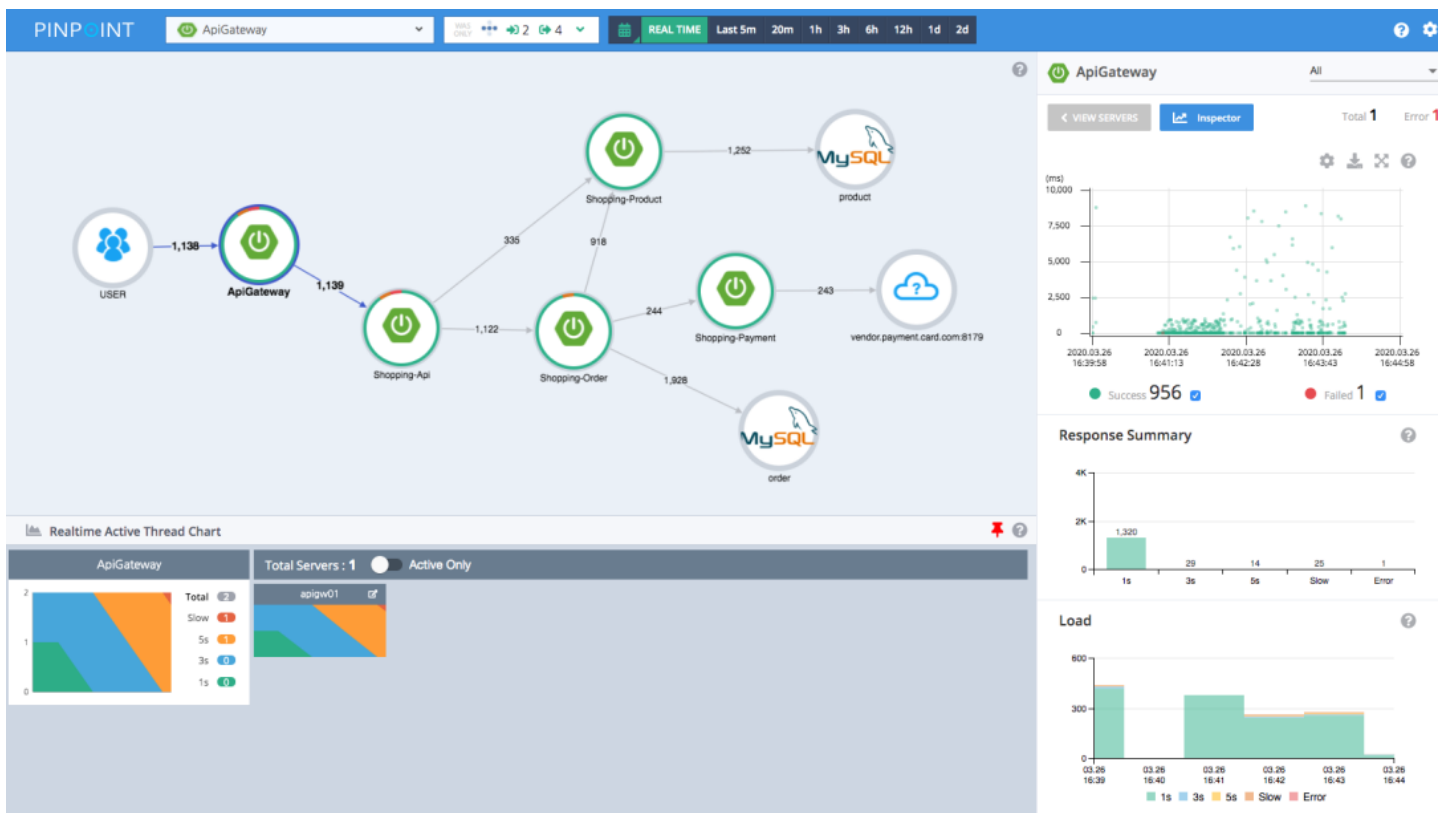 PINPOINT
ApiGateway
WAS ONLY 2 4
REAL TIME Last 5m 20m 1h 3h 6h 12h 1d 2d
USER
1,138
ApiGateway
1,139
Shopping-Api
335
1,122
Shopping-Product
918
1,252
MySQL
product
Shopping-Order
244
Shopping-Payment
243
vendor.payment.card.com:8179
1,928
MySQL
order
Realtime Active Thread Chart
ApiGateway
2
1
0
Total 2
Slow 1
5s 1
3s 0
1s 0
Total Servers : 1 Active Only
apigw01
ApiGateway
All
VIEW SERVERS Inspector Total 1 Error 1
(ms)
10,000
7,500
5,000
2,500
0
2020.03.26 2020.03.26 2020.03.26 2020.03.26 2020.03.26
16:39:58 16:41:13 16:42:28 16:43:43 16:44:58
Success 956 Failed 1
Response Summary
4K
2K
0
1,320 29 14 25 1
1s 3s 5s Slow Error
Load
600
300
0
03.26 03.26 03.26 03.26 03.26 03.26
16:39 16:40 16:41 16:42 16:43 16:44
1s 3s 5s Slow Error